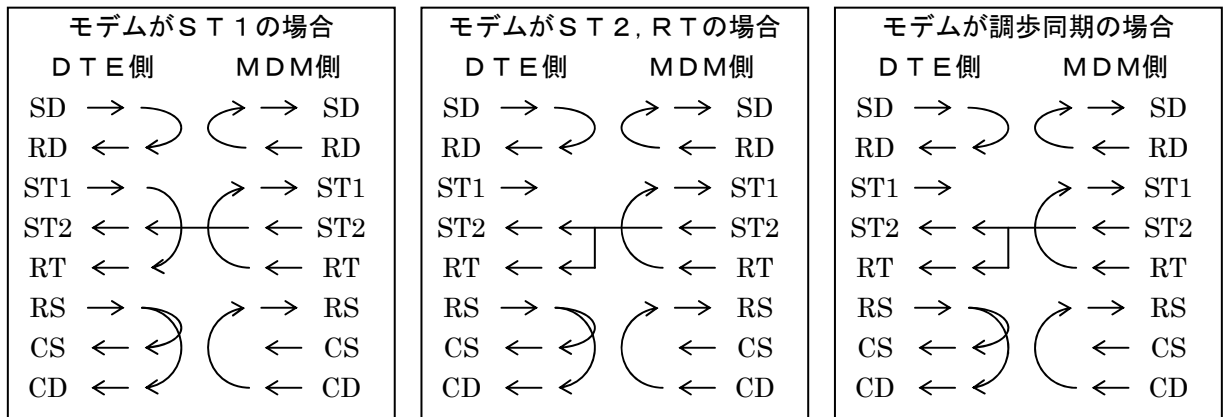 モデムがＳＴ１の場合
ＤＴＥ側 ＭＤＭ側
SD SD
RD RD
ST1 ST1
ST2 ST2
RT RT
RS RS
CS CS
CD CD
モデムがＳＴ２，ＲＴの場合
ＤＴＥ側 ＭＤＭ側
SD SD
RD RD
ST1 ST1
ST2 ST2
RT RT
RS RS
CS CS
CD CD
モデムが調歩同期の場合
ＤＴＥ側 ＭＤＭ側
SD SD
RD RD
ST1 ST1
ST2 ST2
RT RT
RS RS
CS CS
CD CD